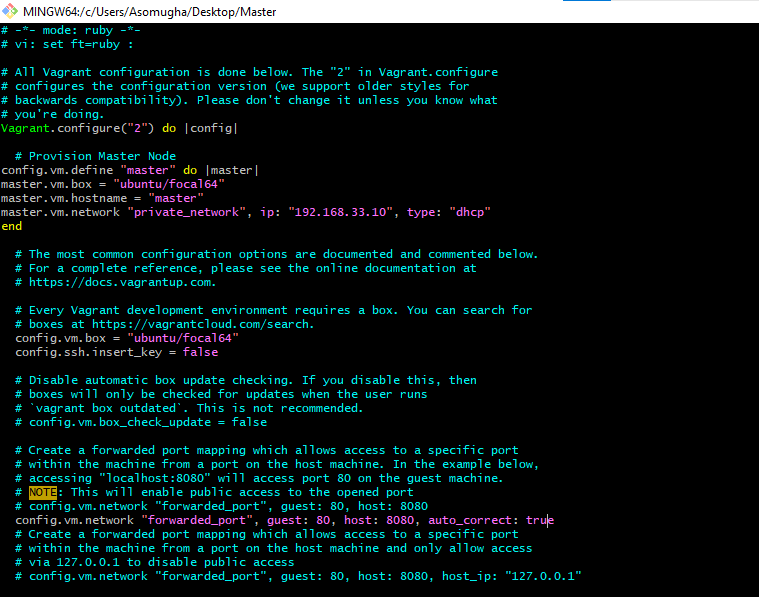 MINGW64:/c/Users/Asomugha/Desktop/Master
# -*- mode: ruby -*-
# vi: set ft=ruby :
# All Vagrant configuration is done below. The "2" in Vagrant.configure
# configures the configuration version (we support older styles for
# backwards compatibility). Please don't change it unless you know what
# you're doing.
Vagrant.configure("2") do |config|
# Provision Master Node
config.vm.define "master" do |master|
master.vm.box = "ubuntu/focal64"
master.vm.hostname = "master"
master.vm.network "private_network", ip: "192.168.33.10", type: "dhcp"
end
# The most common configuration options are documented and commented below.
# For a complete reference, please see the online documentation at
# https://docs.vagrantup.com.
# Every Vagrant development environment requires a box. You can search for
# boxes at https://vagrantcloud.com/search.
config.vm.box = "ubuntu/focal64"
config.ssh.insert_key = false
# Disable automatic box update checking. If you disable this, then
# boxes will only be checked for updates when the user runs
# `vagrant box outdated`. This is not recommended.
# config.vm.box_check_update = false
# Create a forwarded port mapping which allows access to a specific port
# within the machine from a port on the host machine. In the example below,
# accessing "localhost:8080" will access port 80 on the guest machine.
# NOTE: This will enable public access to the opened port
# config.vm.network "forwarded_port", guest: 80, host: 8080
config.vm.network "forwarded_port", guest: 80, host: 8080, auto_correct: true
# Create a forwarded port mapping which allows access to a specific port
# within the machine from a port on the host machine and only allow access
# via 127.0.0.1 to disable public access
# config.vm.network "forwarded_port", guest: 80, host: 8080, host_ip: "127.0.0.1"